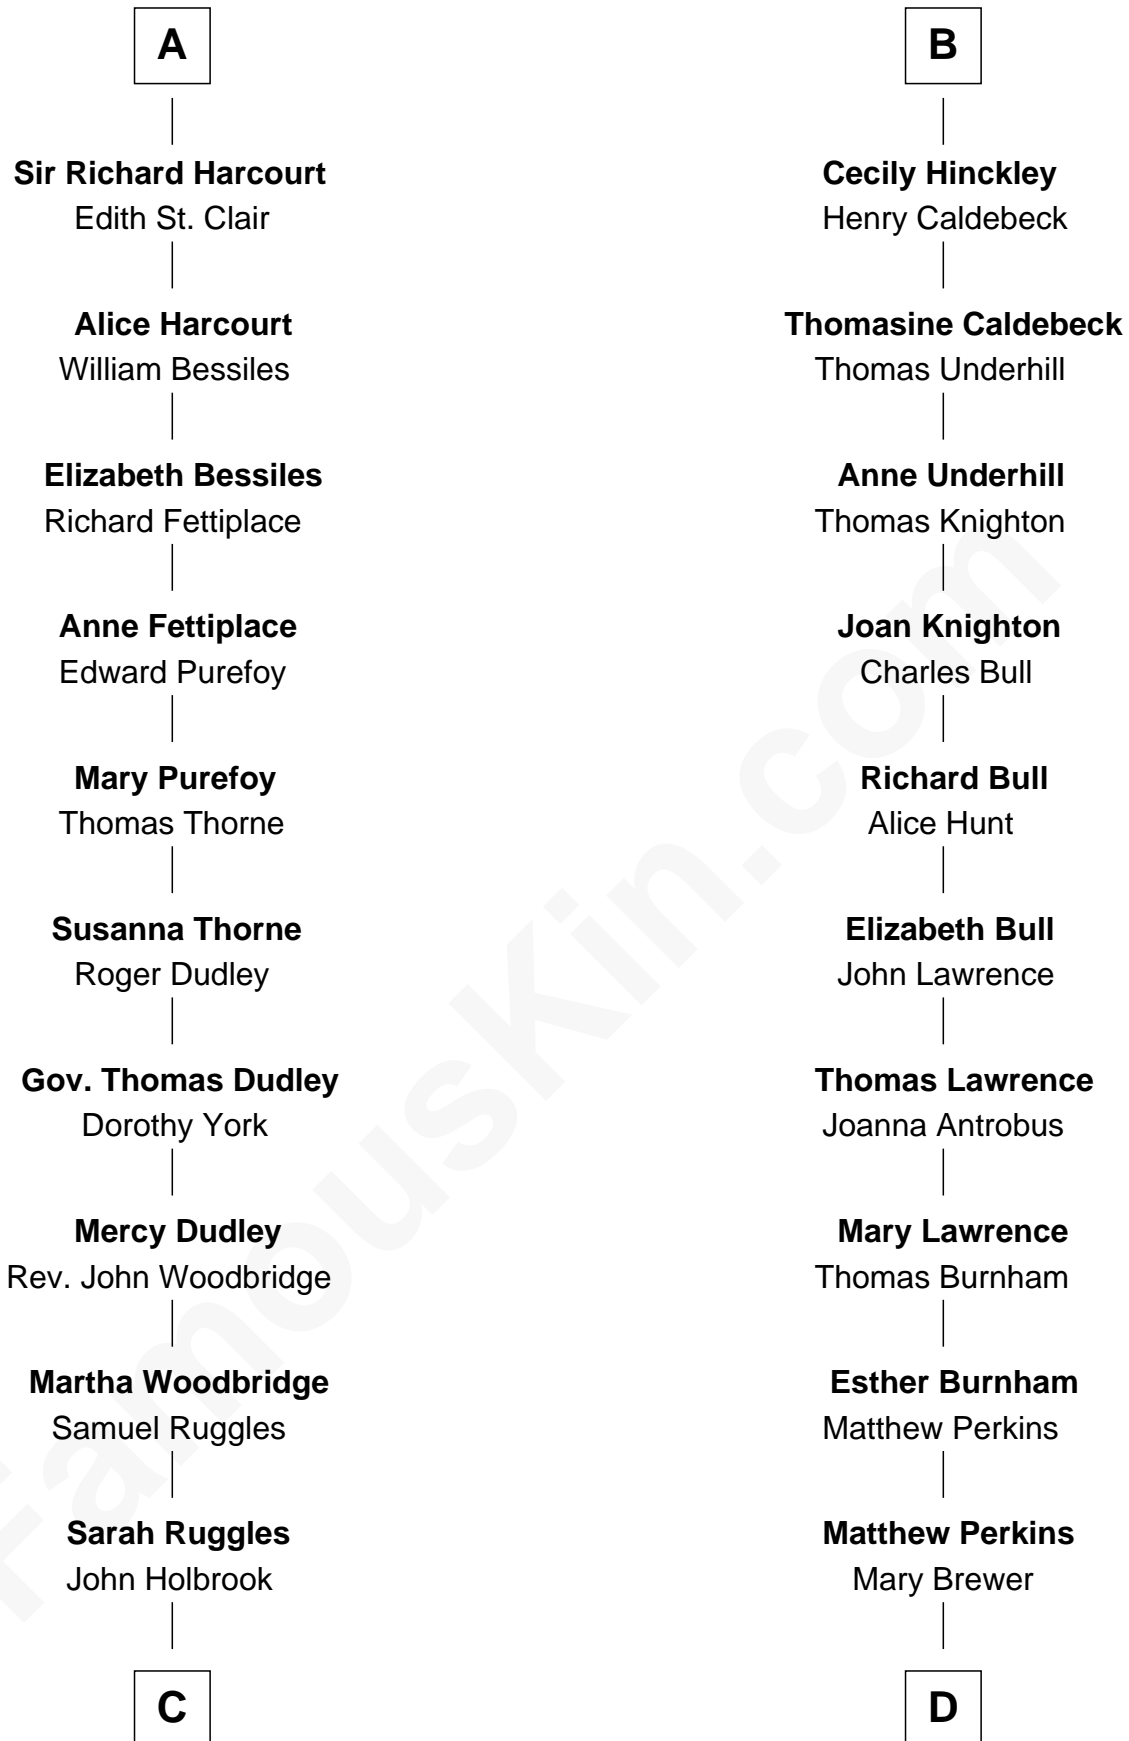 A
Sir Richard Harcourt
Edith St. Clair
Alice Harcourt
William Bessiles
Elizabeth Bessiles
Richard Fettiplace
Anne Fettiplace
Edward Purefoy
Mary Purefoy
Thomas Thorne
Susanna Thorne
Roger Dudley
Gov. Thomas Dudley
Dorothy York
Mercy Dudley
Rev. John Woodbridge
Martha Woodbridge
Samuel Ruggles
Sarah Ruggles
John Holbrook
C
B
Cecily Hinckley
Henry Caldebeck
Thomasine Caldebeck
Thomas Underhill
Anne Underhill
Thomas Knighton
Joan Knighton
Charles Bull
Richard Bull
Alice Hunt
Elizabeth Bull
John Lawrence
Thomas Lawrence
Joanna Antrobus
Mary Lawrence
Thomas Burnham
Esther Burnham
Matthew Perkins
Matthew Perkins
Mary Brewer
D
FamousKin.com